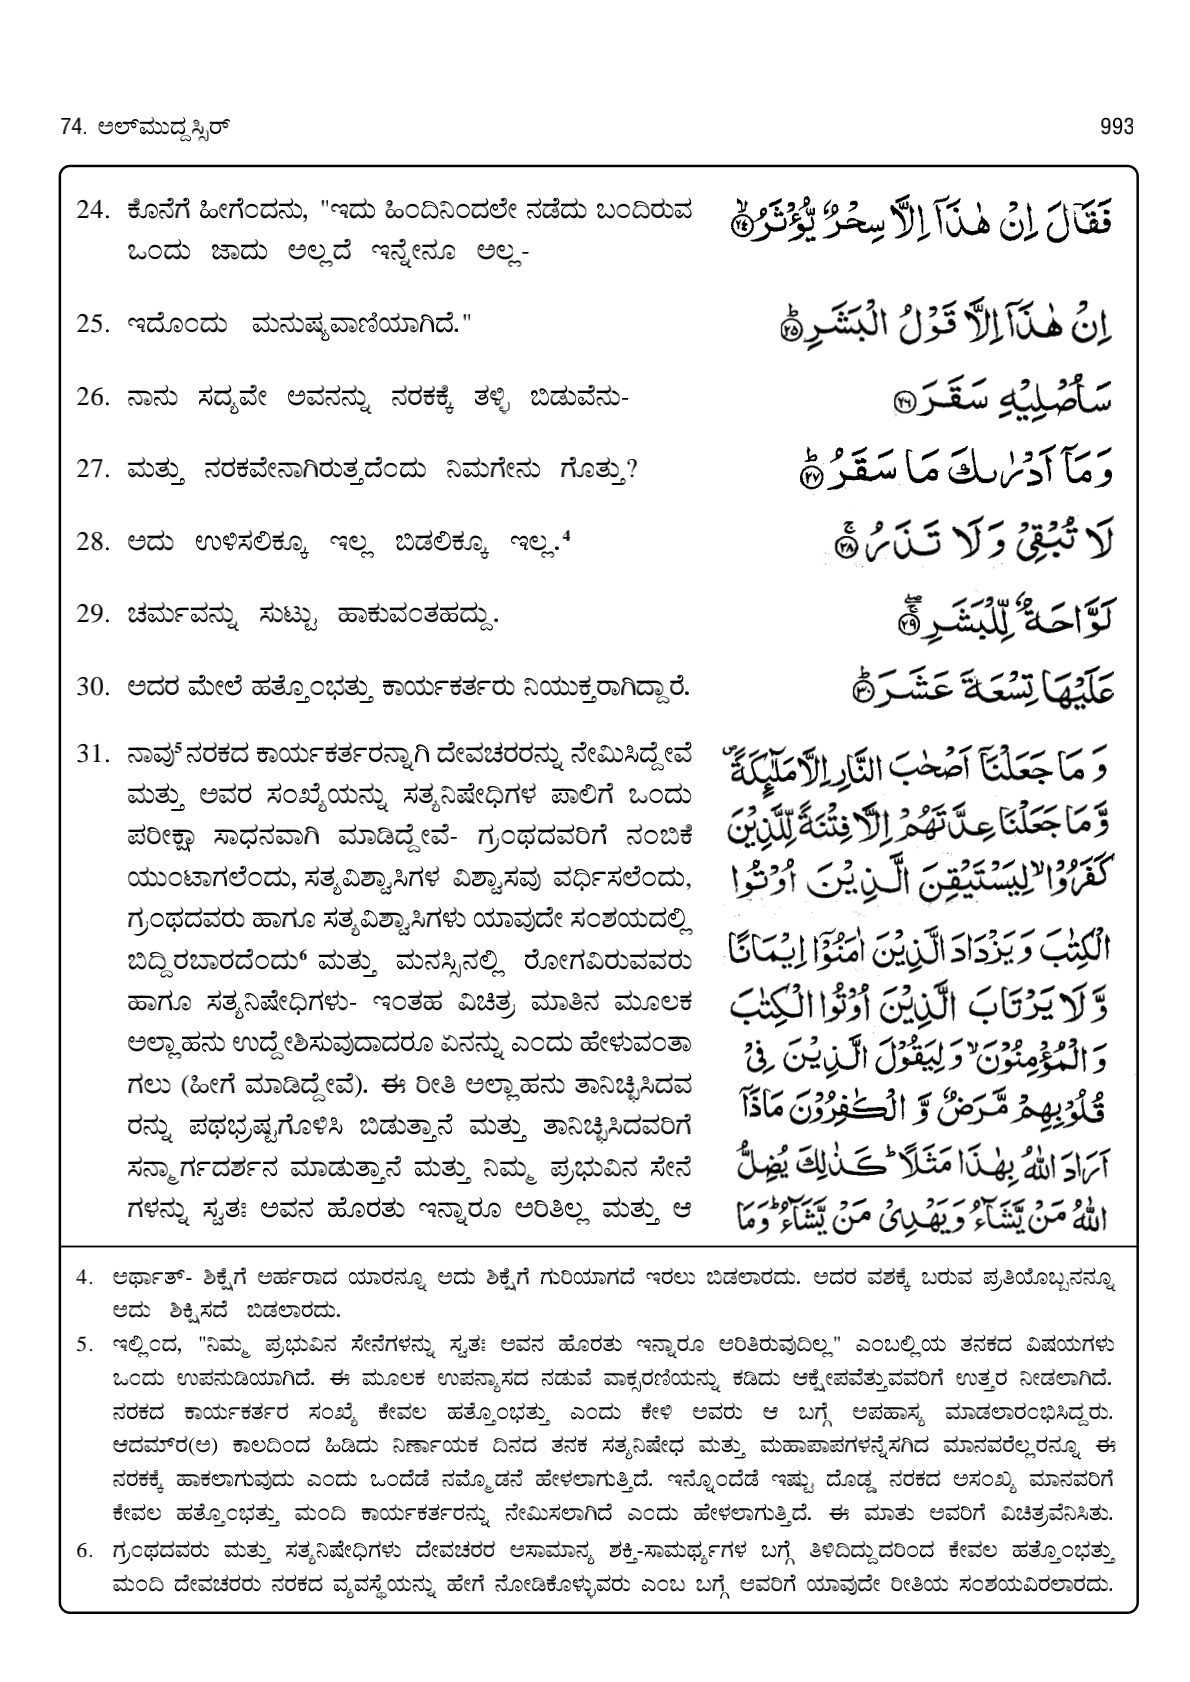 74. ಅಲ್‌ಮುದ್ದಸ್ಸಿರ್
993
24. ಕೊನೆಗೆ ಹೀಗೆಂದನು, "ಇದು ಹಿಂದಿನಿಂದಲೇ ನಡೆದು ಬಂದಿರುವ
ಒಂದು ಜಾದು ಅಲ್ಲದೆ ಇನ್ನೇನೂ ಅಲ್ಲ-
فَقَالَ اِنْ هٰذَآ اِلَّا سِحْرٌ يُّؤْثَرُ ۙ﴿۲۴﴾
25. ಇದೊಂದು ಮನುಷ್ಯವಾಣಿಯಾಗಿದೆ."
اِنْ هٰذَآ اِلَّا قَوْلُ الْبَشَرِ ؕ﴿۲۵﴾
26. ನಾನು ಸದ್ಯವೇ ಅವನನ್ನು ನರಕಕ್ಕೆ ತಳ್ಳಿ ಬಿಡುವೆನು-
سَاُصْلِيْهِ سَقَرَ ﴿۲۶﴾
27. ಮತ್ತು ನರಕವೇನಾಗಿರುತ್ತದೆಂದು ನಿಮಗೇನು ಗೊತ್ತು?
وَمَآ اَدْرٰىكَ مَا سَقَرُ ؕ﴿۲۷﴾
28. ಅದು ಉಳಿಸಲಿಕ್ಕೂ ಇಲ್ಲ ಬಿಡಲಿಕ್ಕೂ ಇಲ್ಲ.⁴
لَا تُبْقِيْ وَلَا تَذَرُ ۚ﴿۲۸﴾
29. ಚರ್ಮವನ್ನು ಸುಟ್ಟು ಹಾಕುವಂತಹದ್ದು.
لَوَّاحَةٌ لِّلْبَشَرِ ۖ﴿۲۹﴾
30. ಅದರ ಮೇಲೆ ಹತ್ತೊಂಭತ್ತು ಕಾರ್ಯಕರ್ತರು ನಿಯುಕ್ತರಾಗಿದ್ದಾರೆ.
عَلَيْهَا تِسْعَةَ عَشَرَ ؕ﴿۳۰﴾
31. ನಾವು⁵ ನರಕದ ಕಾರ್ಯಕರ್ತರನ್ನಾಗಿ ದೇವಚರರನ್ನು ನೇಮಿಸಿದ್ದೇವೆ
ಮತ್ತು ಅವರ ಸಂಖ್ಯೆಯನ್ನು ಸತ್ಯನಿಷೇಧಿಗಳ ಪಾಲಿಗೆ ಒಂದು
ಪರೀಕ್ಷಾ ಸಾಧನವಾಗಿ ಮಾಡಿದ್ದೇವೆ- ಗ್ರಂಥದವರಿಗೆ ನಂಬಿಕೆ
ಯುಂಟಾಗಲೆಂದು, ಸತ್ಯವಿಶ್ವಾಸಿಗಳ ವಿಶ್ವಾಸವು ವರ್ಧಿಸಲೆಂದು,
ಗ್ರಂಥದವರು ಹಾಗೂ ಸತ್ಯವಿಶ್ವಾಸಿಗಳು ಯಾವುದೇ ಸಂಶಯದಲ್ಲಿ
ಬಿದ್ದಿರಬಾರದೆಂದು⁶ ಮತ್ತು ಮನಸ್ಸಿನಲ್ಲಿ ರೋಗವಿರುವವರು
ಹಾಗೂ ಸತ್ಯನಿಷೇಧಿಗಳು- ಇಂತಹ ವಿಚಿತ್ರ ಮಾತಿನ ಮೂಲಕ
ಅಲ್ಲಾಹನು ಉದ್ದೇಶಿಸುವುದಾದರೂ ಏನನ್ನು ಎಂದು ಹೇಳುವಂತಾ
ಗಲು (ಹೀಗೆ ಮಾಡಿದ್ದೇವೆ). ಈ ರೀತಿ ಅಲ್ಲಾಹನು ತಾನಿಚ್ಛಿಸಿದವ
ರನ್ನು ಪಥಭ್ರಷ್ಟಗೊಳಿಸಿ ಬಿಡುತ್ತಾನೆ ಮತ್ತು ತಾನಿಚ್ಛಿಸಿದವರಿಗೆ
ಸನ್ಮಾರ್ಗದರ್ಶನ ಮಾಡುತ್ತಾನೆ ಮತ್ತು ನಿಮ್ಮ ಪ್ರಭುವಿನ ಸೇನೆ
ಗಳನ್ನು ಸ್ವತಃ ಅವನ ಹೊರತು ಇನ್ನಾರೂ ಅರಿತಿಲ್ಲ ಮತ್ತು ಆ
وَمَا جَعَلْنَآ اَصْحٰبَ النَّارِ اِلَّا مَلٰٓئِكَةً ۪
وَّمَا جَعَلْنَا عِدَّتَهُمْ اِلَّا فِتْنَةً لِّلَّذِيْنَ
كَفَرُوْا ۙ لِيَسْتَيْقِنَ الَّذِيْنَ اُوْتُوا
الْكِتٰبَ وَيَزْدَادَ الَّذِيْنَ اٰمَنُوْٓا اِيْمَانًا
وَّلَا يَرْتَابَ الَّذِيْنَ اُوْتُوا الْكِتٰبَ
وَالْمُؤْمِنُوْنَ ۙ وَلِيَقُوْلَ الَّذِيْنَ فِيْ
قُلُوْبِهِمْ مَّرَضٌ وَّ الْكٰفِرُوْنَ مَاذَآ
اَرَادَ اللّٰهُ بِهٰذَا مَثَلًا ؕ كَذٰلِكَ يُضِلُّ
اللّٰهُ مَنْ يَّشَآءُ وَيَهْدِيْ مَنْ يَّشَآءُ ؕ وَمَا
4. ಅರ್ಥಾತ್- ಶಿಕ್ಷೆಗೆ ಅರ್ಹರಾದ ಯಾರನ್ನೂ ಅದು ಶಿಕ್ಷೆಗೆ ಗುರಿಯಾಗದೆ ಇರಲು ಬಿಡಲಾರದು. ಅದರ ವಶಕ್ಕೆ ಬರುವ ಪ್ರತಿಯೊಬ್ಬನನ್ನೂ
ಅದು ಶಿಕ್ಷಿಸದೆ ಬಿಡಲಾರದು.
5. ಇಲ್ಲಿಂದ, "ನಿಮ್ಮ ಪ್ರಭುವಿನ ಸೇನೆಗಳನ್ನು ಸ್ವತಃ ಅವನ ಹೊರತು ಇನ್ನಾರೂ ಅರಿತಿರುವುದಿಲ್ಲ" ಎಂಬಲ್ಲಿಯ ತನಕದ ವಿಷಯಗಳು
ಒಂದು ಉಪನುಡಿಯಾಗಿದೆ. ಈ ಮೂಲಕ ಉಪನ್ಯಾಸದ ನಡುವೆ ವಾಕ್ಸರಣಿಯನ್ನು ಕಡಿದು ಆಕ್ಷೇಪವೆತ್ತುವವರಿಗೆ ಉತ್ತರ ನೀಡಲಾಗಿದೆ.
ನರಕದ ಕಾರ್ಯಕರ್ತರ ಸಂಖ್ಯೆ ಕೇವಲ ಹತ್ತೊಂಭತ್ತು ಎಂದು ಕೇಳಿ ಅವರು ಆ ಬಗ್ಗೆ ಅಪಹಾಸ್ಯ ಮಾಡಲಾರಂಭಿಸಿದ್ದರು.
ಆದಮ್‌ರ(ಅ) ಕಾಲದಿಂದ ಹಿಡಿದು ನಿರ್ಣಾಯಕ ದಿನದ ತನಕ ಸತ್ಯನಿಷೇಧ ಮತ್ತು ಮಹಾಪಾಪಗಳನ್ನೆಸಗಿದ ಮಾನವರೆಲ್ಲರನ್ನೂ ಈ
ನರಕಕ್ಕೆ ಹಾಕಲಾಗುವುದು ಎಂದು ಒಂದೆಡೆ ನಮ್ಮೊಡನೆ ಹೇಳಲಾಗುತ್ತಿದೆ. ಇನ್ನೊಂದೆಡೆ ಇಷ್ಟು ದೊಡ್ಡ ನರಕದ ಅಸಂಖ್ಯ ಮಾನವರಿಗೆ
ಕೇವಲ ಹತ್ತೊಂಭತ್ತು ಮಂದಿ ಕಾರ್ಯಕರ್ತರನ್ನು ನೇಮಿಸಲಾಗಿದೆ ಎಂದು ಹೇಳಲಾಗುತ್ತಿದೆ. ಈ ಮಾತು ಅವರಿಗೆ ವಿಚಿತ್ರವೆನಿಸಿತು.
6. ಗ್ರಂಥದವರು ಮತ್ತು ಸತ್ಯನಿಷೇಧಿಗಳು ದೇವಚರರ ಅಸಾಮಾನ್ಯ ಶಕ್ತಿ-ಸಾಮರ್ಥ್ಯಗಳ ಬಗ್ಗೆ ತಿಳಿದಿದ್ದುದರಿಂದ ಕೇವಲ ಹತ್ತೊಂಭತ್ತು
ಮಂದಿ ದೇವಚರರು ನರಕದ ವ್ಯವಸ್ಥೆಯನ್ನು ಹೇಗೆ ನೋಡಿಕೊಳ್ಳುವರು ಎಂಬ ಬಗ್ಗೆ ಅವರಿಗೆ ಯಾವುದೇ ರೀತಿಯ ಸಂಶಯವಿರಲಾರದು.